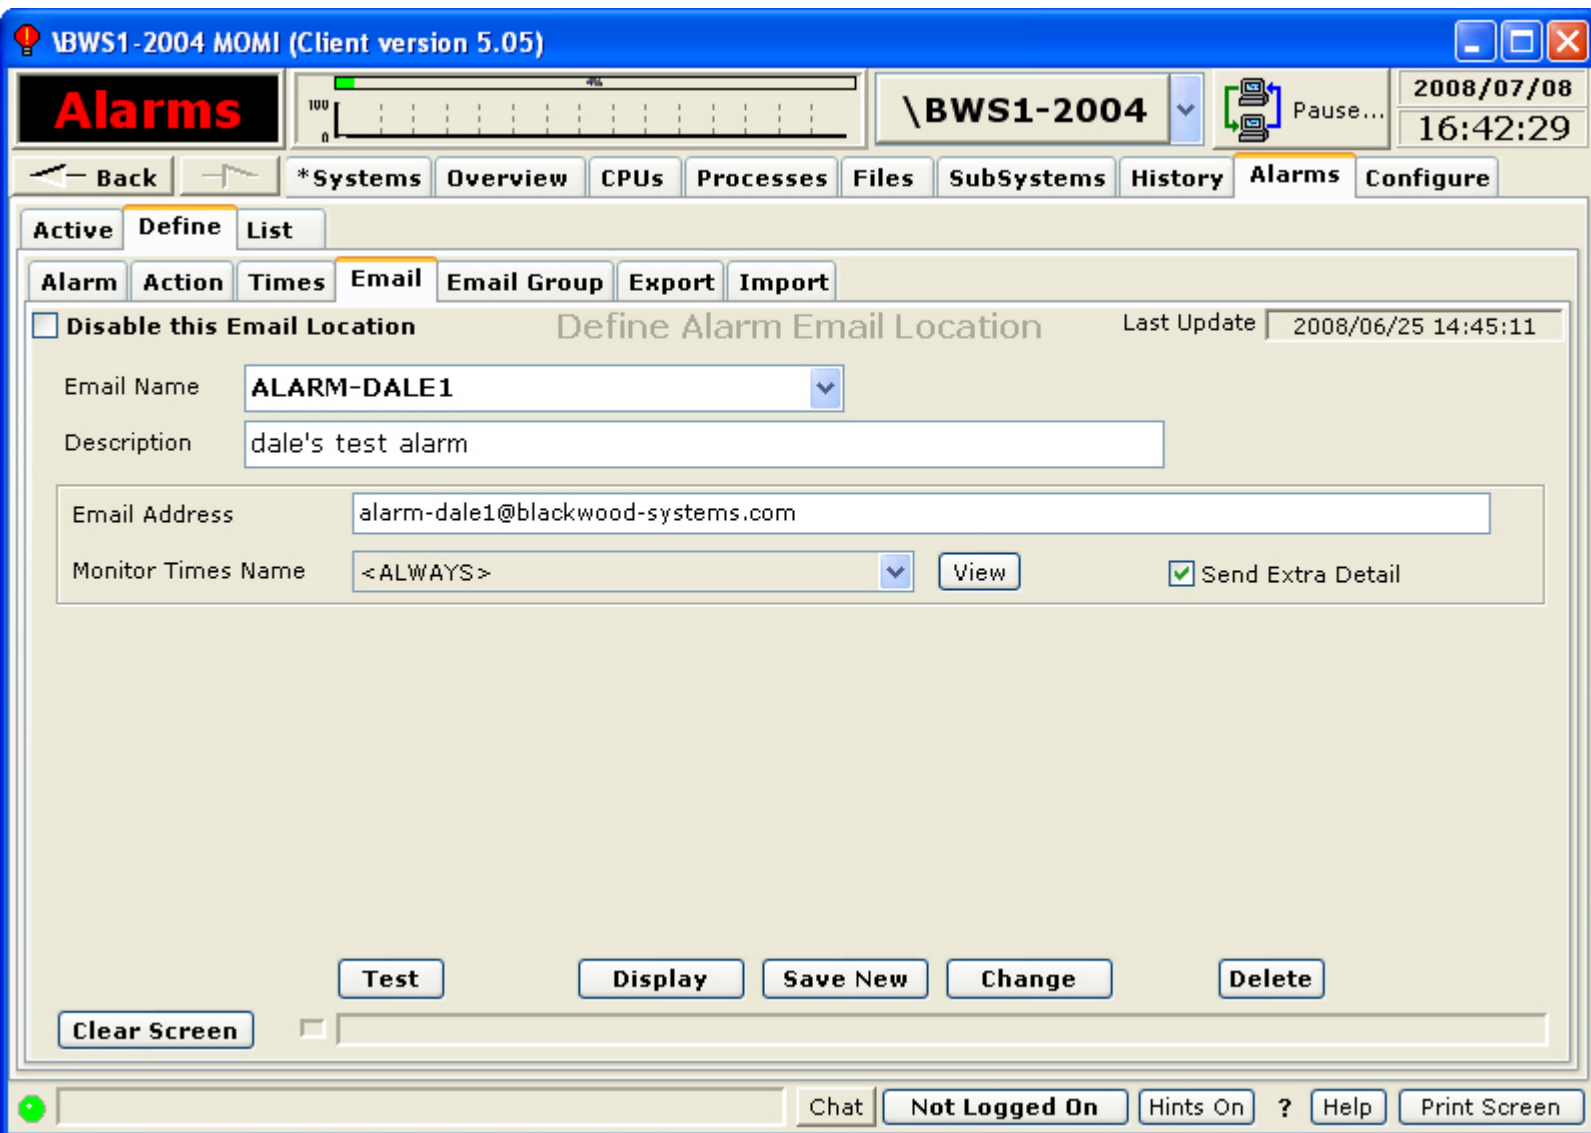 \BWS1-2004 MOMI (Client version 5.05)
Alarms
4%
100
0
\BWS1-2004
Pause...
2008/07/08
16:42:29
Back
*Systems Overview CPUs Processes Files SubSystems History Alarms Configure
Active Define List
Alarm Action Times Email Email Group Export Import
Disable this Email Location Define Alarm Email Location Last Update 2008/06/25 14:45:11
Email Name ALARM-DALE1
Description dale's test alarm
Email Address alarm-dale1@blackwood-systems.com
Monitor Times Name <ALWAYS> View Send Extra Detail
Test Display Save New Change Delete
Clear Screen
Chat Not Logged On Hints On ? Help Print Screen